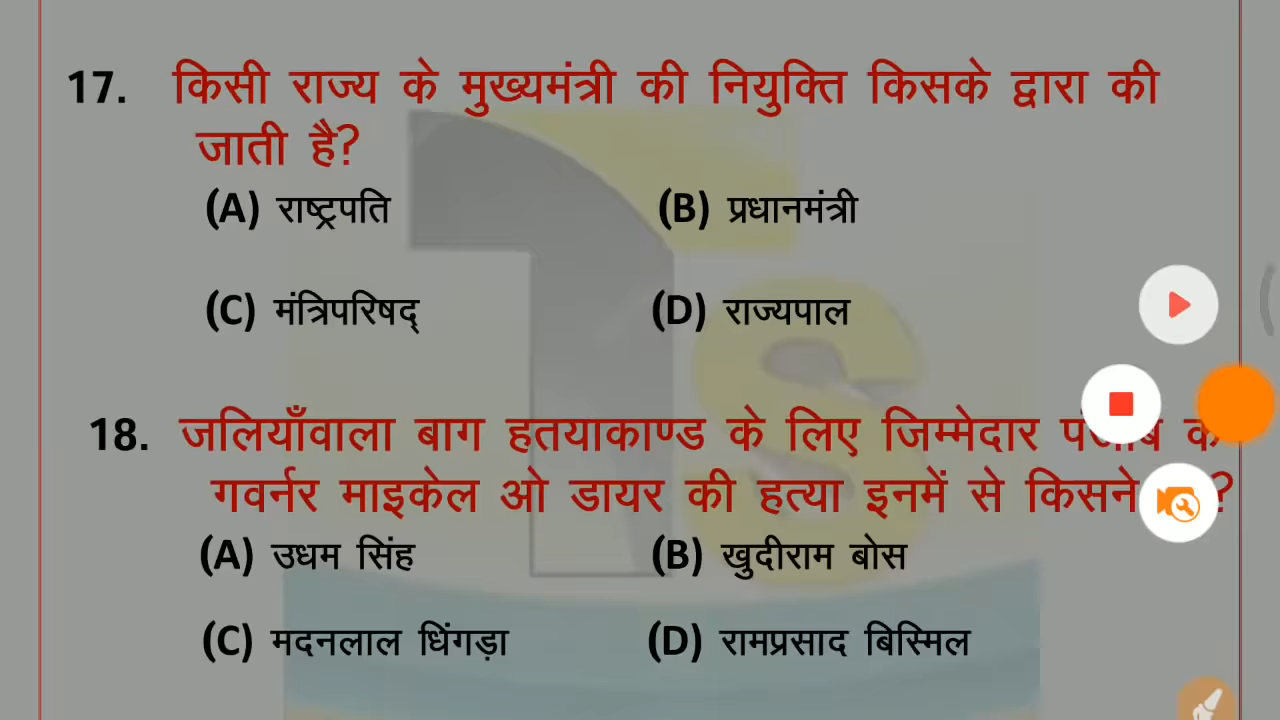 17. किसी राज्य के मुख्यमंत्री की नियुक्ति किसके द्वारा की
जाती है?
(A) राष्ट्रपति (B) प्रधानमंत्री
(C) मंत्रिपरिषद् (D) राज्यपाल
18. जलियाँवाला बाग हतयाकाण्ड के लिए जिम्मेदार पंजाब के
गवर्नर माइकेल ओ डायर की हत्या इनमें से किसने ?
(A) उधम सिंह (B) खुदीराम बोस
(C) मदनलाल धिंगड़ा (D) रामप्रसाद बिस्मिल